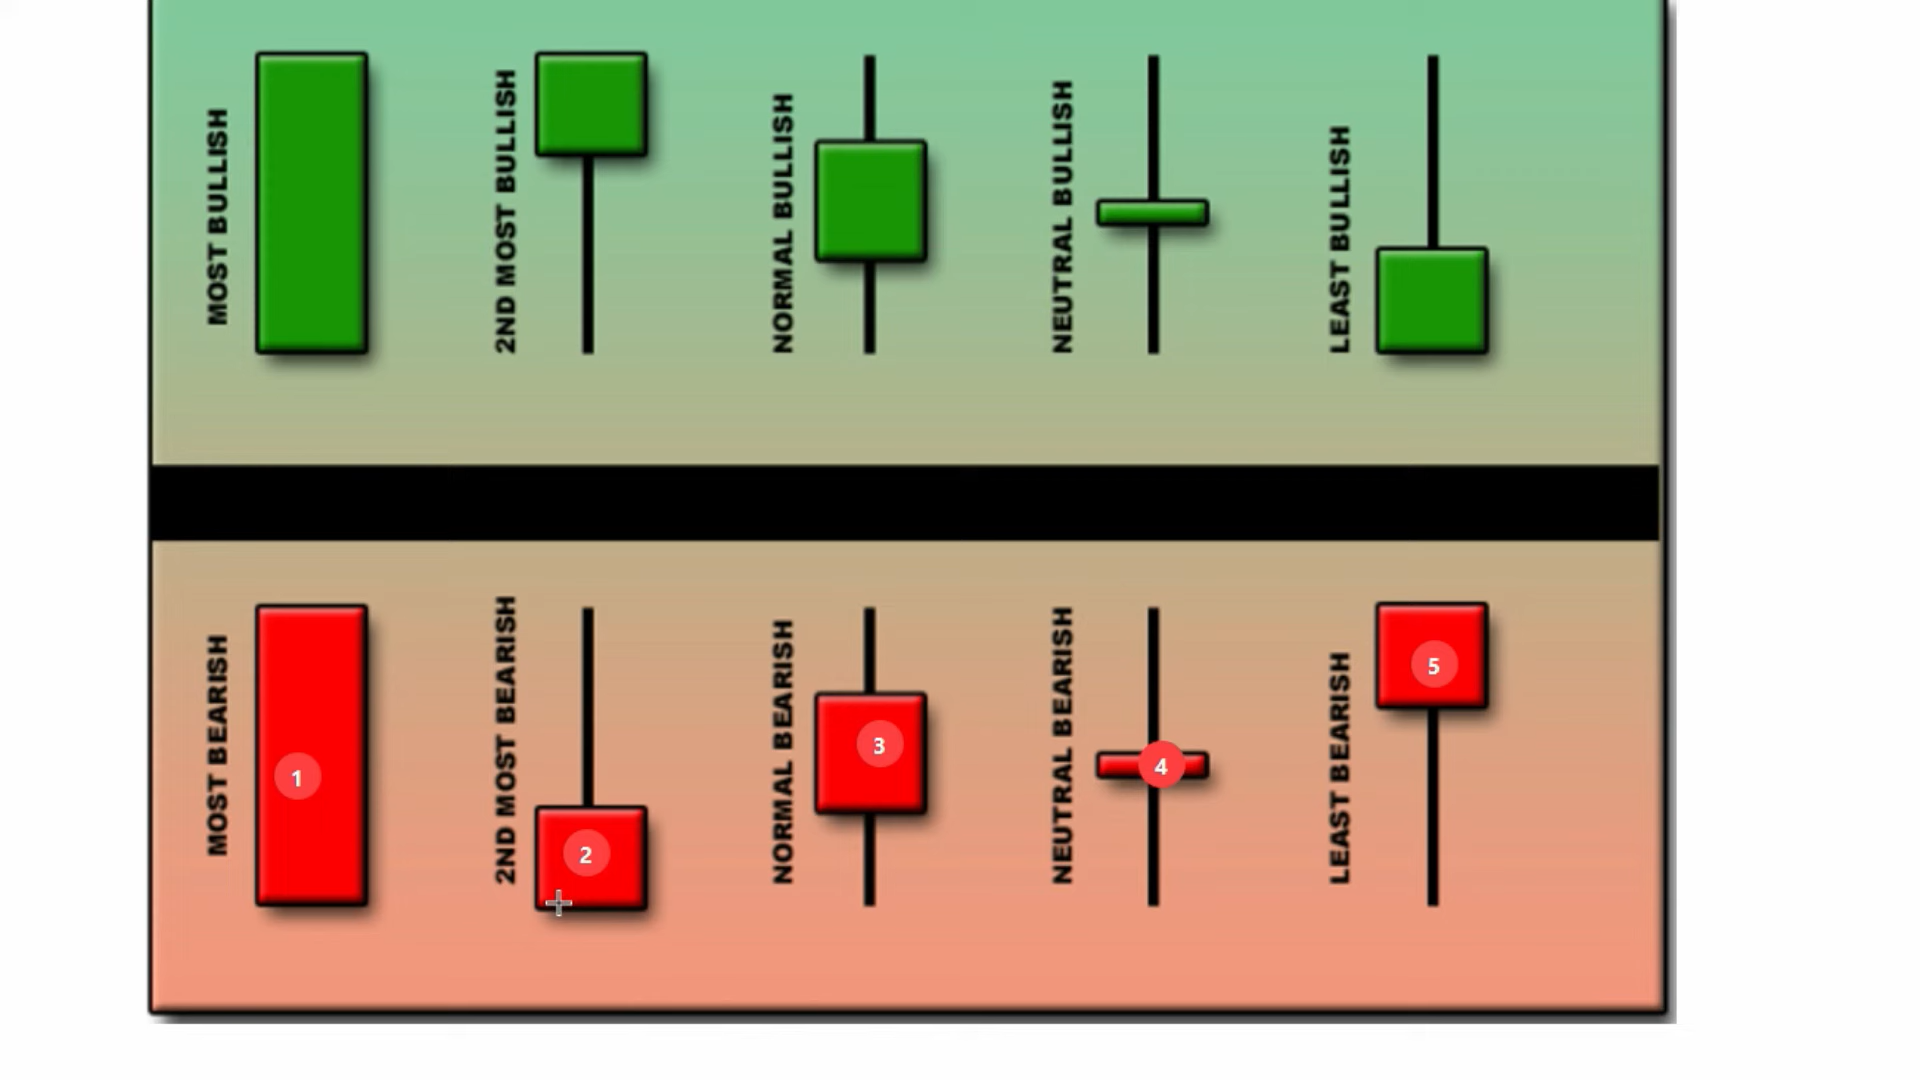 MOST BULLISH
2ND MOST BULLISH
NORMAL BULLISH
NEUTRAL BULLISH
LEAST BULLISH
MOST BEARISH
1
2ND MOST BEARISH
2
NORMAL BEARISH
3
NEUTRAL BEARISH
4
LEAST BEARISH
5